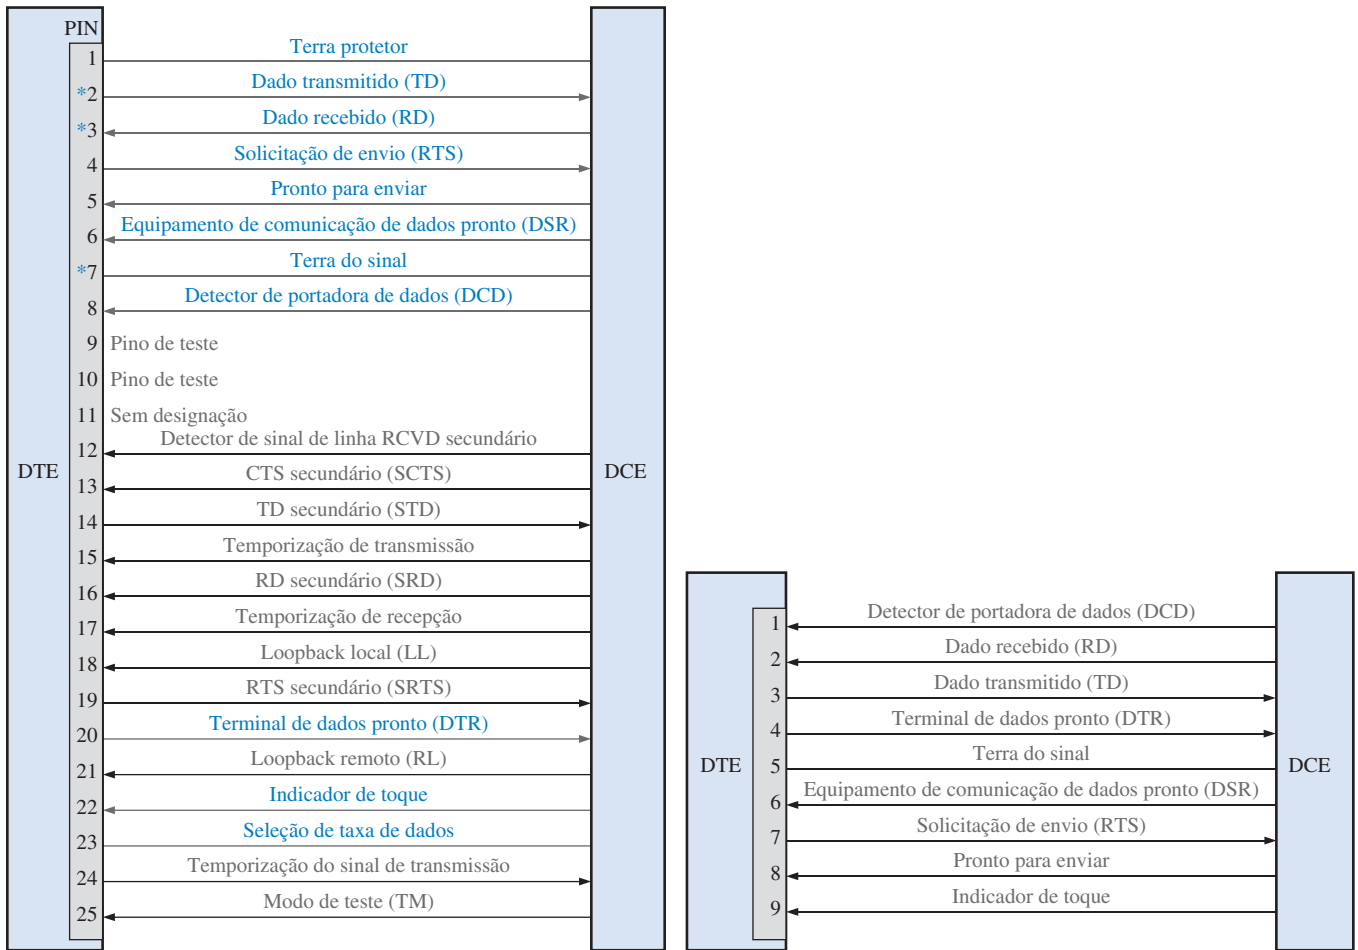 PIN
1 Terra protetor
*2 Dado transmitido (TD)
*3 Dado recebido (RD)
4 Solicitação de envio (RTS)
5 Pronto para enviar
6 Equipamento de comunicação de dados pronto (DSR)
*7 Terra do sinal
8 Detector de portadora de dados (DCD)
9 Pino de teste
10 Pino de teste
11 Sem designação
12 Detector de sinal de linha RCVD secundário
DTE
DCE
13 CTS secundário (SCTS)
14 TD secundário (STD)
15 Temporização de transmissão
16 RD secundário (SRD)
17 Temporização de recepção
18 Loopback local (LL)
19 RTS secundário (SRTS)
20 Terminal de dados pronto (DTR)
21 Loopback remoto (RL)
22 Indicador de toque
23 Seleção de taxa de dados
24 Temporização do sinal de transmissão
25 Modo de teste (TM)
1 Detector de portadora de dados (DCD)
2 Dado recebido (RD)
3 Dado transmitido (TD)
4 Terminal de dados pronto (DTR)
DTE
DCE
5 Terra do sinal
6 Equipamento de comunicação de dados pronto (DSR)
7 Solicitação de envio (RTS)
8 Pronto para enviar
9 Indicador de toque